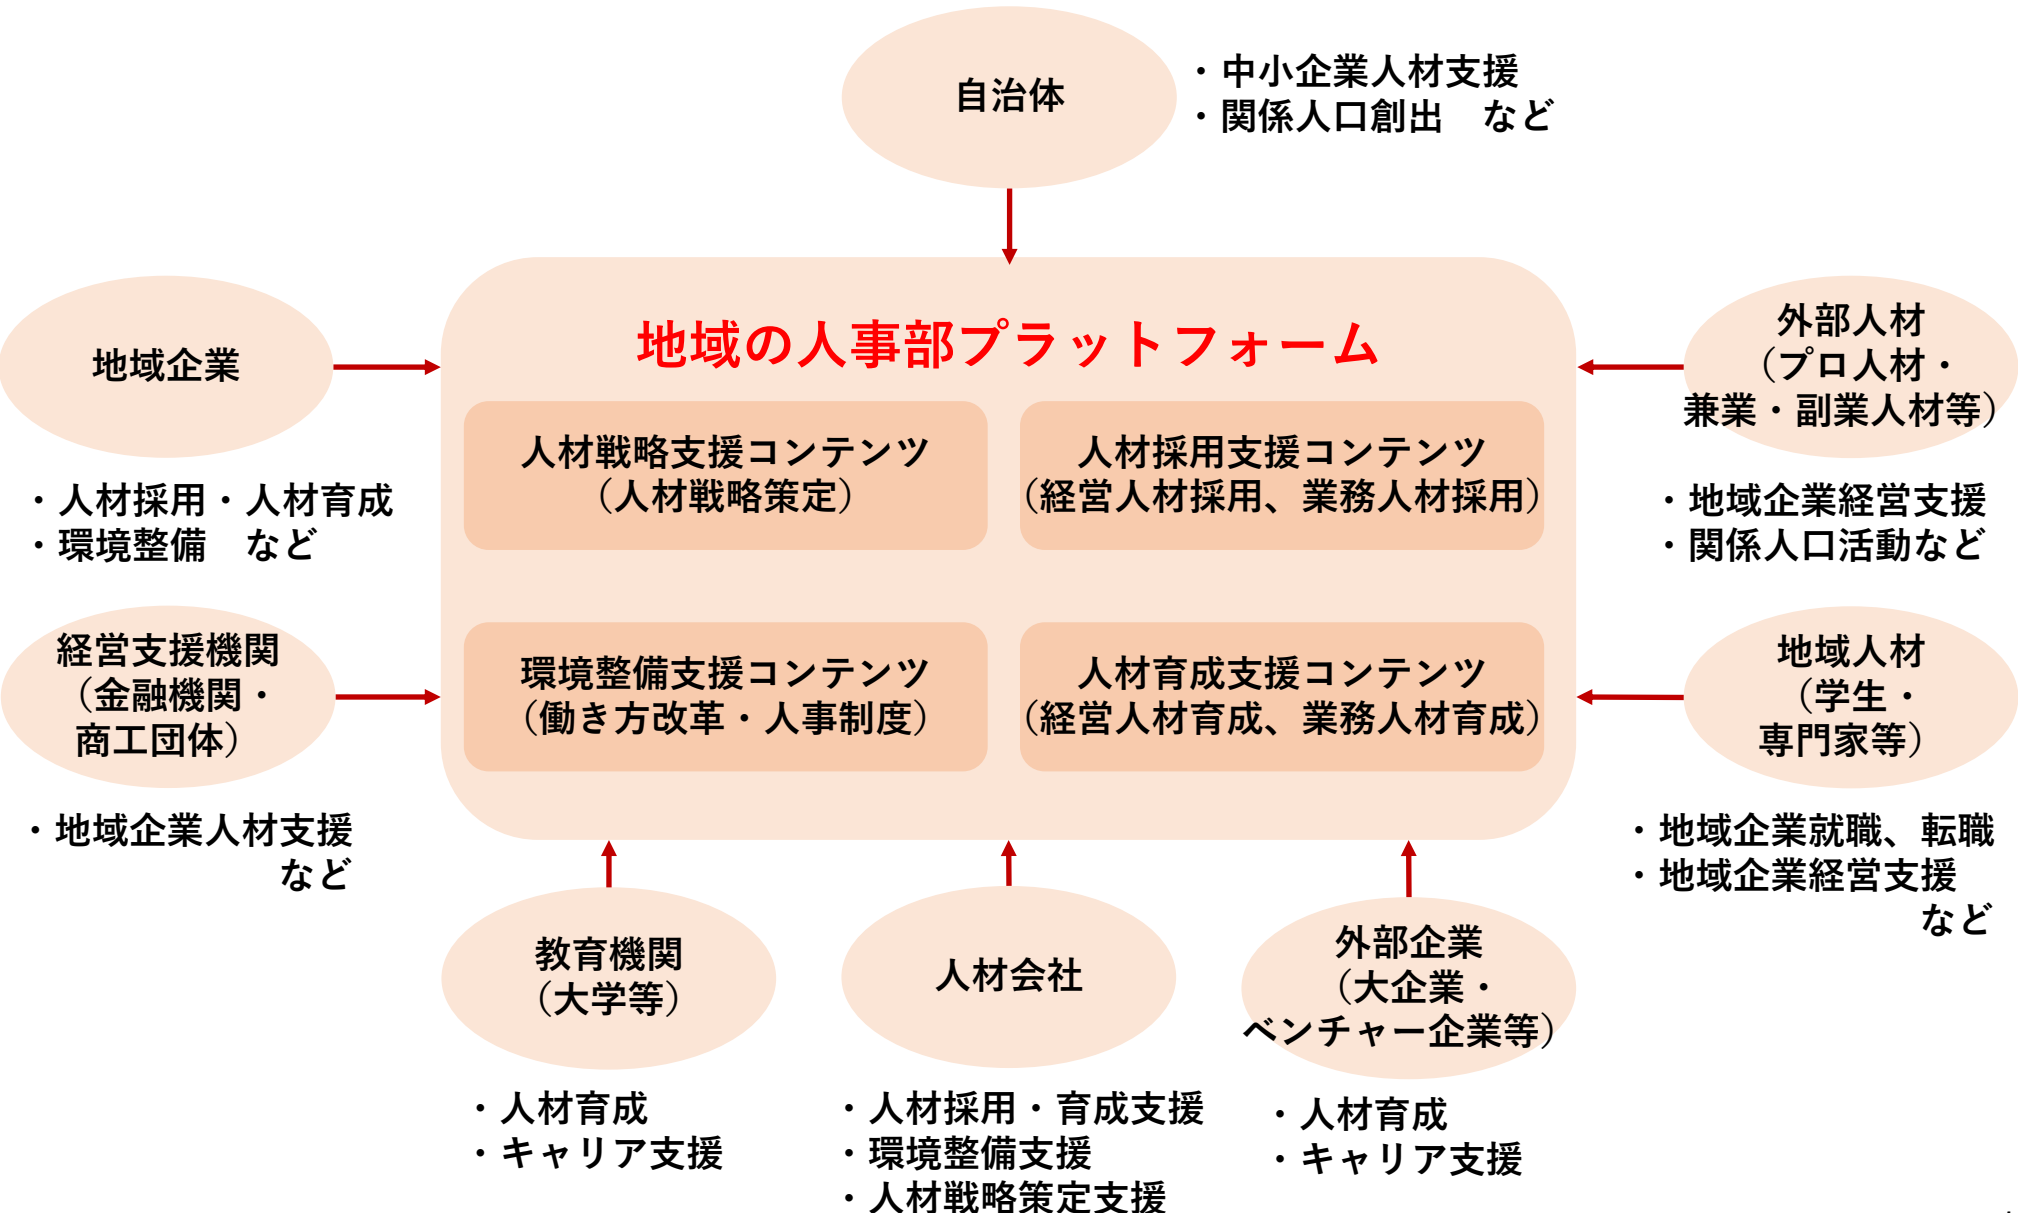 自治体
・中小企業人材支援
・関係人口創出　など
地域の人事部プラットフォーム
人材戦略支援コンテンツ
（人材戦略策定）
人材採用支援コンテンツ
（経営人材採用、業務人材採用）
環境整備支援コンテンツ
（働き方改革・人事制度）
人材育成支援コンテンツ
（経営人材育成、業務人材育成）
地域企業
・人材採用・人材育成
・環境整備　など
経営支援機関
（金融機関・
商工団体）
・地域企業人材支援
など
外部人材
（プロ人材・
兼業・副業人材等）
・地域企業経営支援
・関係人口活動など
地域人材
（学生・
専門家等）
・地域企業就職、転職
・地域企業経営支援
など
教育機関
（大学等）
・人材育成
・キャリア支援
人材会社
・人材採用・育成支援
・環境整備支援
・人材戦略策定支援
外部企業
（大企業・
ベンチャー企業等）
・人材育成
・キャリア支援